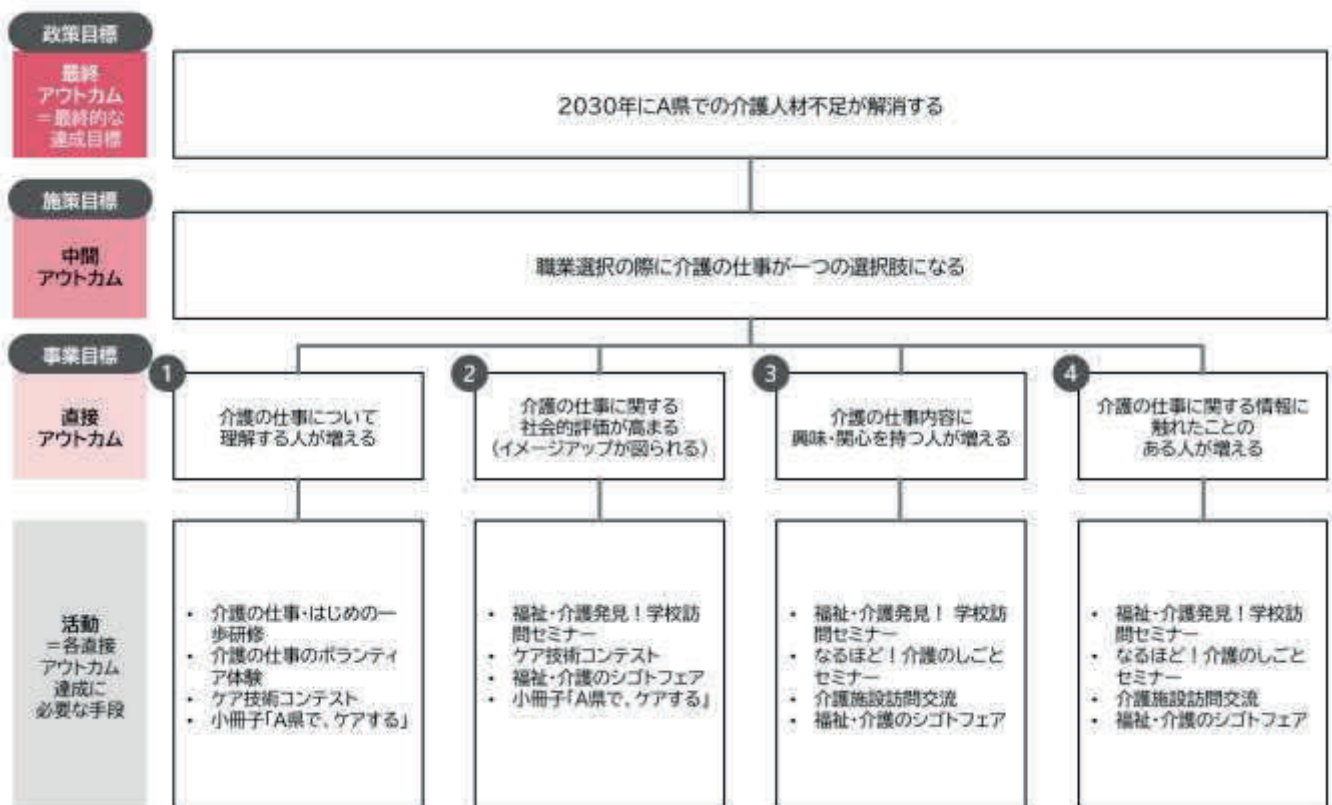 政策目標
最終
アウトカム
＝最終的な
達成目標
2030年にA県での介護人材不足が解消する
施策目標
中間
アウトカム
職業選択の際に介護の仕事が一つの選択肢になる
事業目標
直接
アウトカム
1
介護の仕事について
理解する人が増える
2
介護の仕事に関する
社会的評価が高まる
(イメージアップが図られる)
3
介護の仕事内容に
興味・関心を持つ人が増える
4
介護の仕事に関する情報に
触れたことの
ある人が増える
活動
＝各直接
アウトカム
達成に
必要な手段
• 介護の仕事・はじめの一
歩研修
• 介護の仕事のボランティ
ア体験
• ケア技術コンテスト
• 小冊子「A県で、ケアする」
• 福祉・介護発見！学校訪
問セミナー
• ケア技術コンテスト
• 福祉・介護のシゴトフェア
• 小冊子「A県で、ケアする」
• 福祉・介護発見！ 学校訪
問セミナー
• なるほど！介護のしごと
セミナー
• 介護施設訪問交流
• 福祉・介護のシゴトフェア
• 福祉・介護発見！学校訪
問セミナー
• なるほど！介護のしごと
セミナー
• 介護施設訪問交流
• 福祉・介護のシゴトフェア